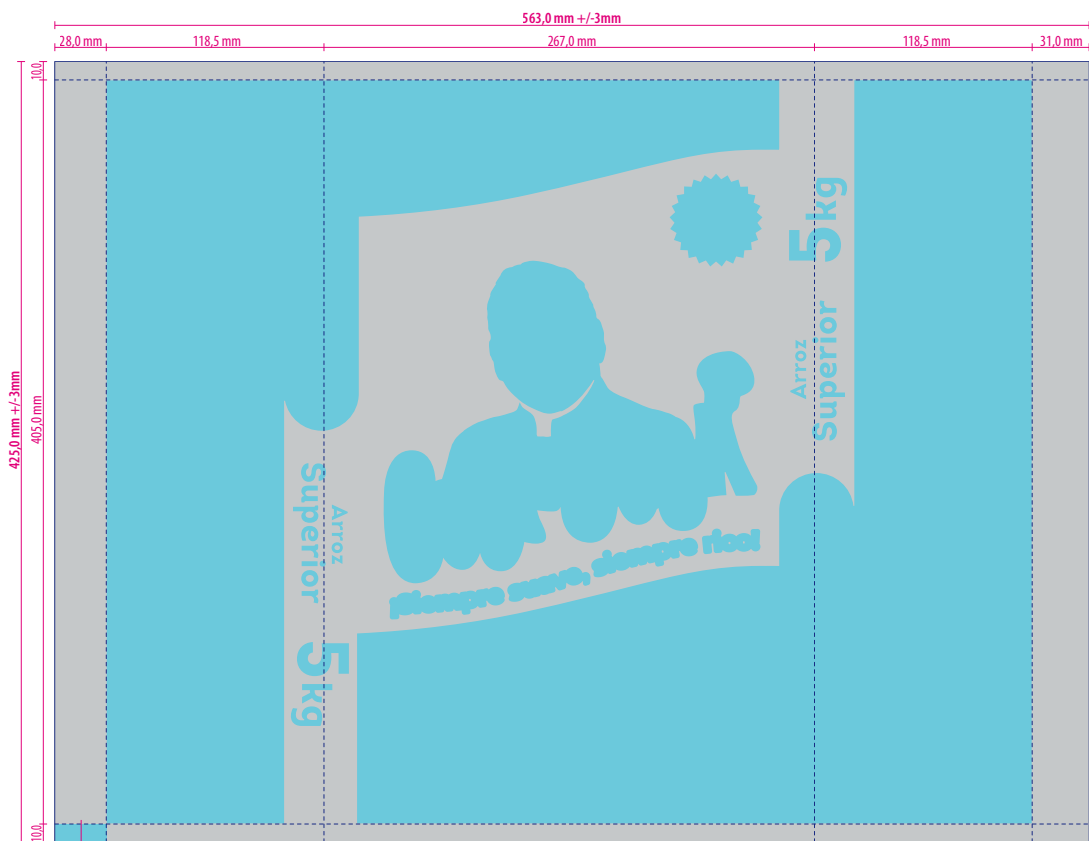 563,0 mm +/-3mm
28,0 mm
118,5 mm
267,0 mm
118,5 mm
31,0 mm
10,0
425,0 mm +/-3mm
405,0 mm
10,0
5 kg
Arroz
Superior
Arroz
Superior
5 kg
¡Siempre suelto, siempre rico!